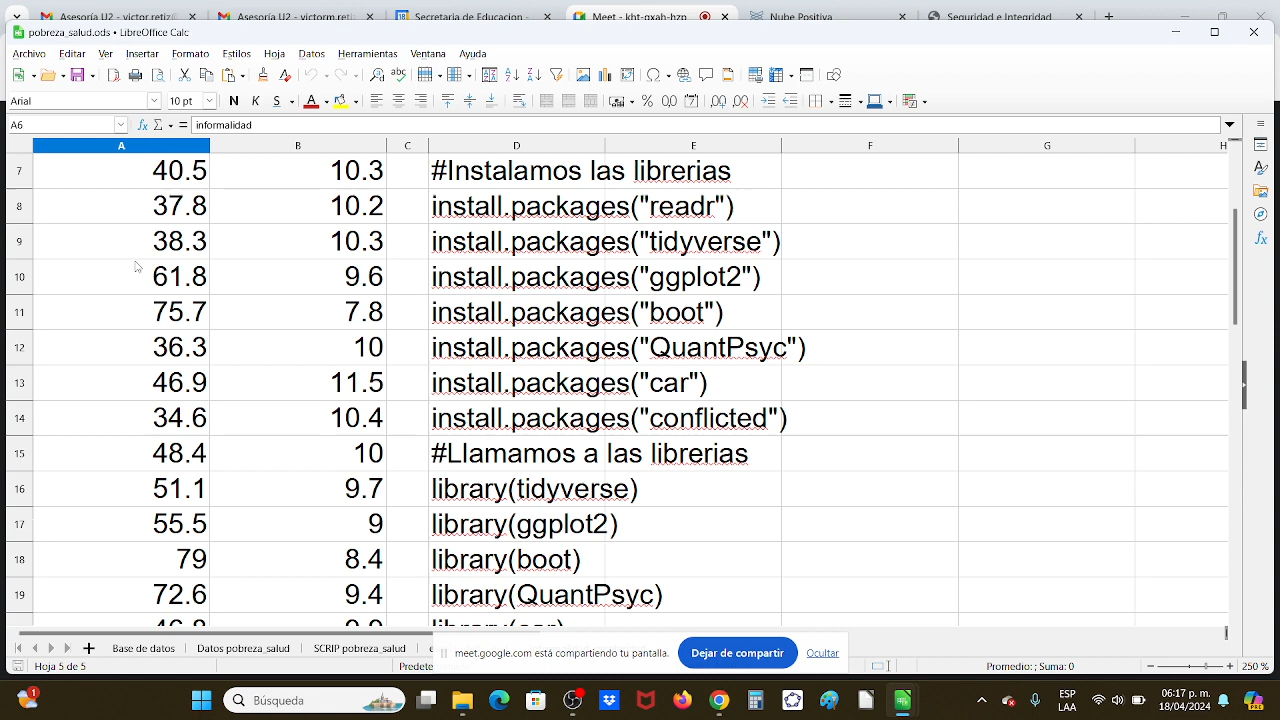 Asesoría U2 - victor.retiz@
Asesoría U2 - victorm.reti
Secretaria de Educacion -
Meet - kht-qxah-hzp
Nube Positiva
Seguridad e Integridad
pobreza_salud.ods • LibreOffice Calc
Archivo Editar Ver Insertar Formato Estilos Hoja Datos Herramientas Ventana Ayuda
Arial 10 pt N K S
A6 informalidad
A B C D E F G H
7 40.5 10.3 #Instalamos las librerias
8 37.8 10.2 install.packages("readr")
9 38.3 10.3 install.packages("tidyverse")
10 61.8 9.6 install.packages("ggplot2")
11 75.7 7.8 install.packages("boot")
12 36.3 10 install.packages("QuantPsyc")
13 46.9 11.5 install.packages("car")
14 34.6 10.4 install.packages("conflicted")
15 48.4 10 #Llamamos a las librerias
16 51.1 9.7 library(tidyverse)
17 55.5 9 library(ggplot2)
18 79 8.4 library(boot)
19 72.6 9.4 library(QuantPsyc)
Base de datos Datos pobreza_salud SCRIP pobreza_salud
meet.google.com está compartiendo tu pantalla. Dejar de compartir Ocultar
Hoja 5 de 5 Predete Promedio: ; Suma: 0 250 %
1 Búsqueda ESP LAA 06:17 p. m. 18/04/2024